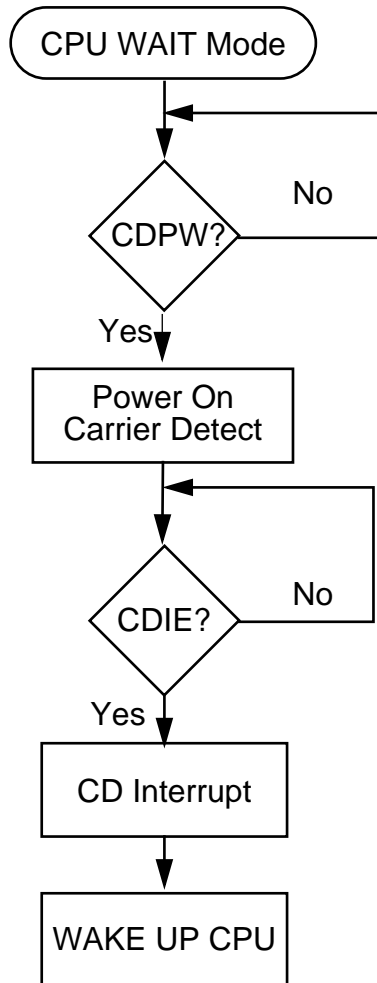 CPU WAIT Mode
No
CDPW?
Yes
Power On
Carrier Detect
No
CDIE?
Yes
CD Interrupt
WAKE UP CPU